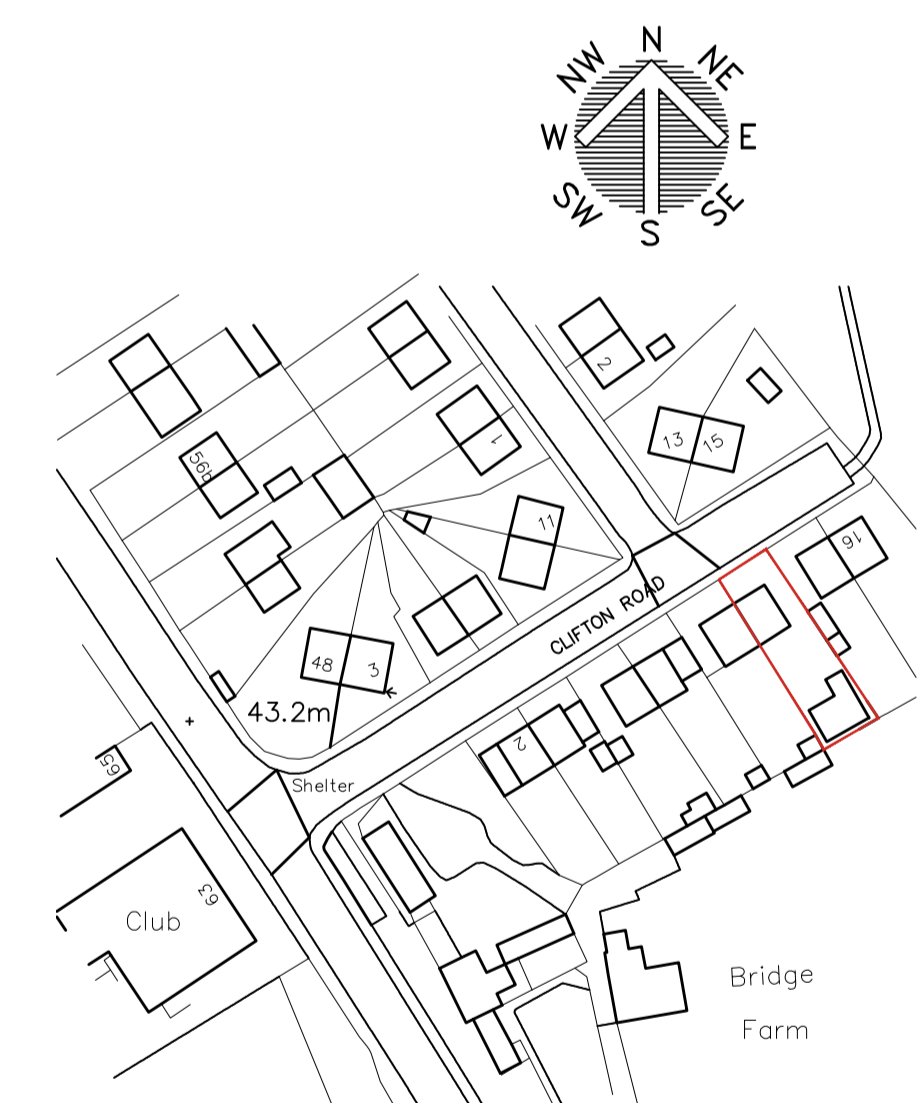 N
NW
NE
W
E
SW
SE
S
2
13
15
56b
1
11
16
CLIFTON ROAD
48
3
43.2m
2
65
Shelter
63
Club
Bridge
Farm